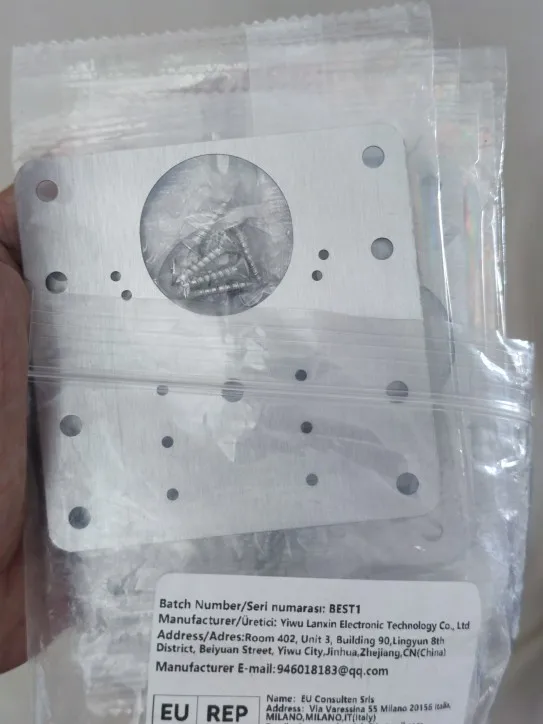 Batch Number/Seri numarası: BEST1
Manufacturer/Üretici: Yiwu Lanxin Electronic Technology Co., Ltd
Address/Adres:Room 402, Unit 3, Building 90,Lingyun 8th
District, Beiyuan Street, Yiwu City,Jinhua,Zhejiang,CN(China)
Manufacturer E-mail:946018183@qq.com
EU REP
Name: EU Consulten Srls
Address: Via Varessina 55 Milano 20156 Italia,
MILANO,MILANO,IT(Italy)